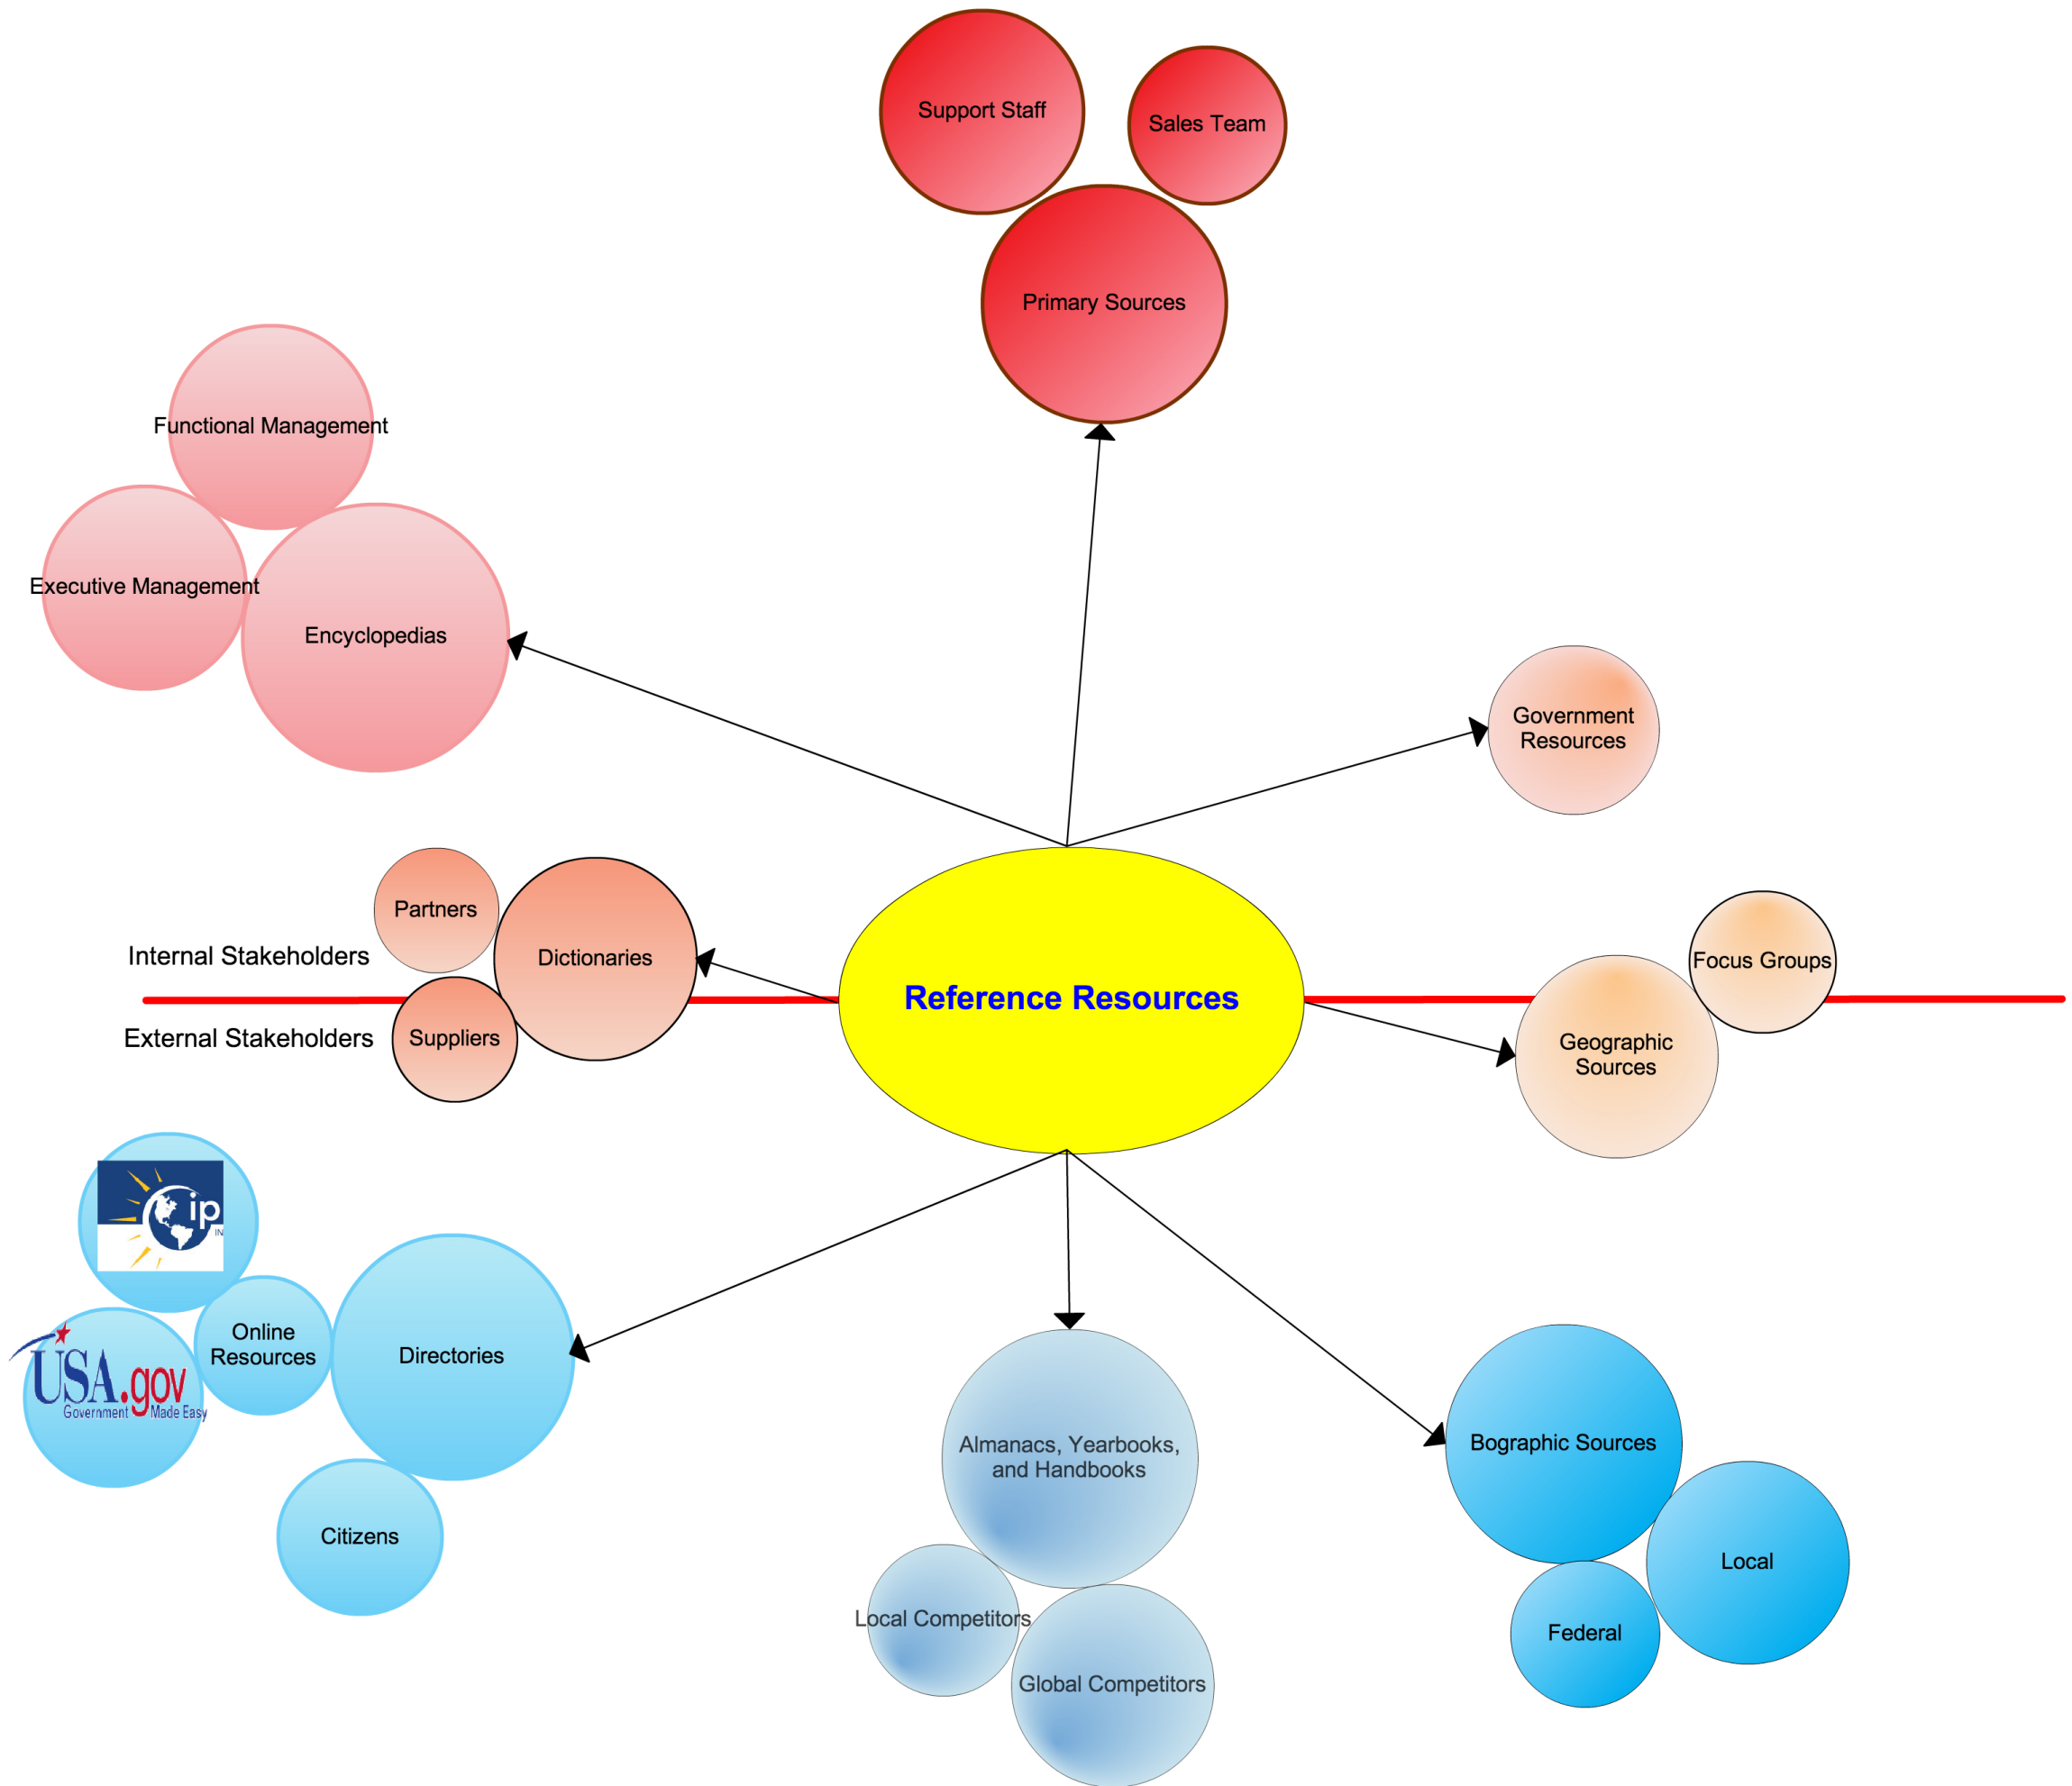 Support Staff
Sales Team
Primary Sources
Functional Management
Executive Management
Encyclopedias
Government
Resources
Partners
Dictionaries
Internal Stakeholders
Focus Groups
Reference Resources
External Stakeholders
Suppliers
Geographic
Sources
ip
IN
Online
Resources
USA.gov
Government Made Easy
Directories
Citizens
Almanacs, Yearbooks,
and Handbooks
Bographic Sources
Local Competitors
Global Competitors
Local
Federal